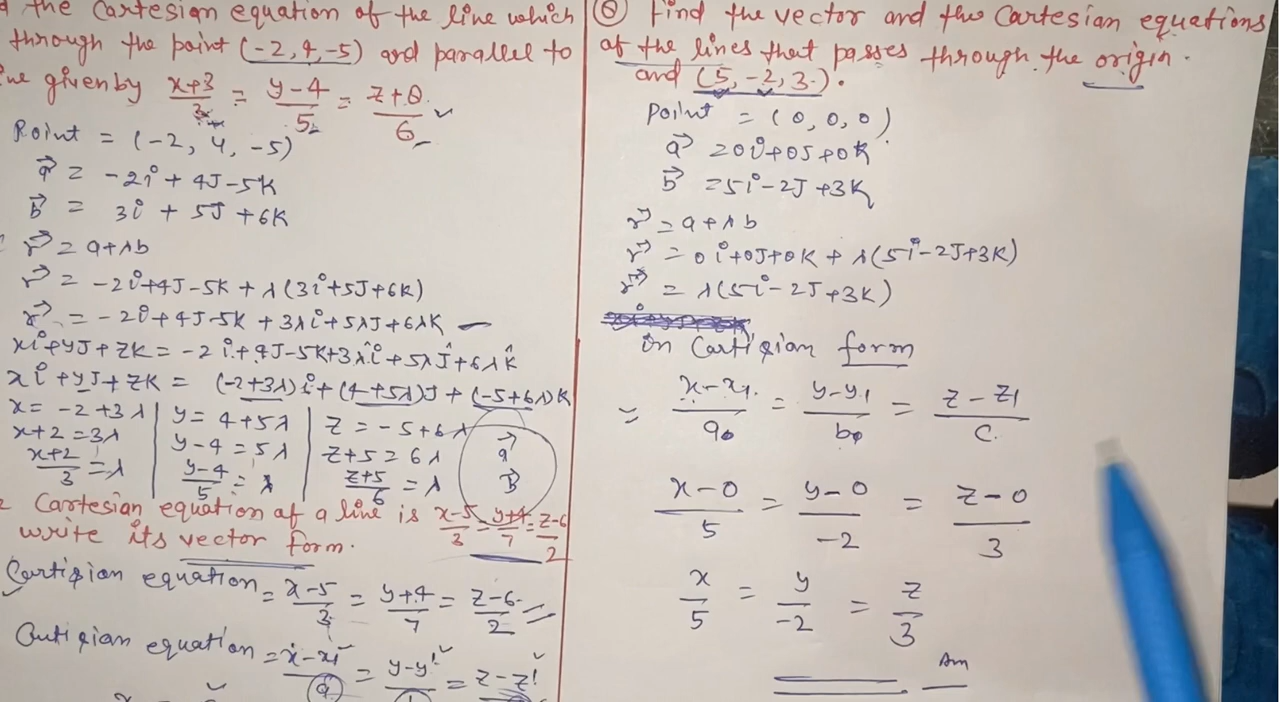 the Cartesian equation of the line which
through the point (-2, 4, -5) and parallel to
given by x+3/3 = y-4/5 = z+8/6
Point = (-2, 4, -5)
a⃗ = -2i + 4J - 5K
b⃗ = 3i + 5J + 6K
r⃗ = a+λb
r⃗ = -2i+4J-5K + λ(3i+5J+6K)
r⃗ = -2i+4J-5K + 3λi+5λJ+6λK
xi+yJ+zK = -2i+4J-5K+3λî+5λĴ+6λK̂
xi+yJ+zK = (-2+3λ)i+(4+5λ)J + (-5+6λ)K
x = -2+3λ | y = 4+5λ | z = -5+6λ
x+2 = 3λ | y-4 = 5λ | z+5 = 6λ
x+2/3 = λ | y-4/5 = λ | z+5/6 = λ
a⃗
b⃗
Cartesian equation of a line is x-5/3 = y+4/7 = z-6/2
write its vector form.
Cartisian equation = x-5/3 = y+4/7 = z-6/2
Cartisian equation = x-x1/a = y-y1/b = z-z1
Find the vector and the Cartesian equations
of the lines that passes through the origin.
and (5, -2, 3).
Point = (0, 0, 0)
a⃗ = 0i+0J+0K
b⃗ = 5i-2J+3K
r⃗ = a+λb
r⃗ = 0i+0J+0K + λ(5i-2J+3K)
r⃗ = λ(5i-2J+3K)
in Cartisian form
= x-x1/a = y-y1/b = z-z1/c
x-0/5 = y-0/-2 = z-0/3
x/5 = y/-2 = z/3
Am